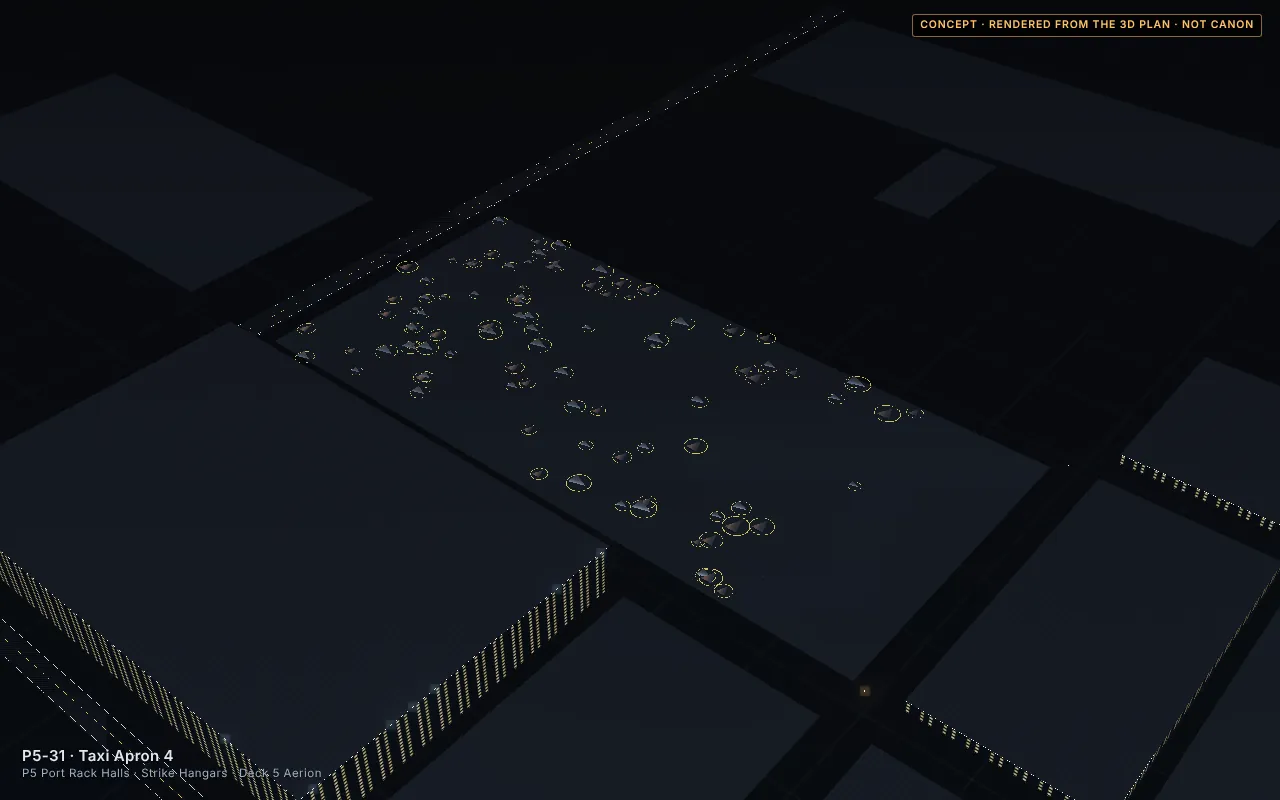 CONCEPT · RENDERED FROM THE 3D PLAN · NOT CANON
P5-31 · Taxi Apron 4
P5 Port Rack Halls · Strike Hangars · Deck 5 Aerion